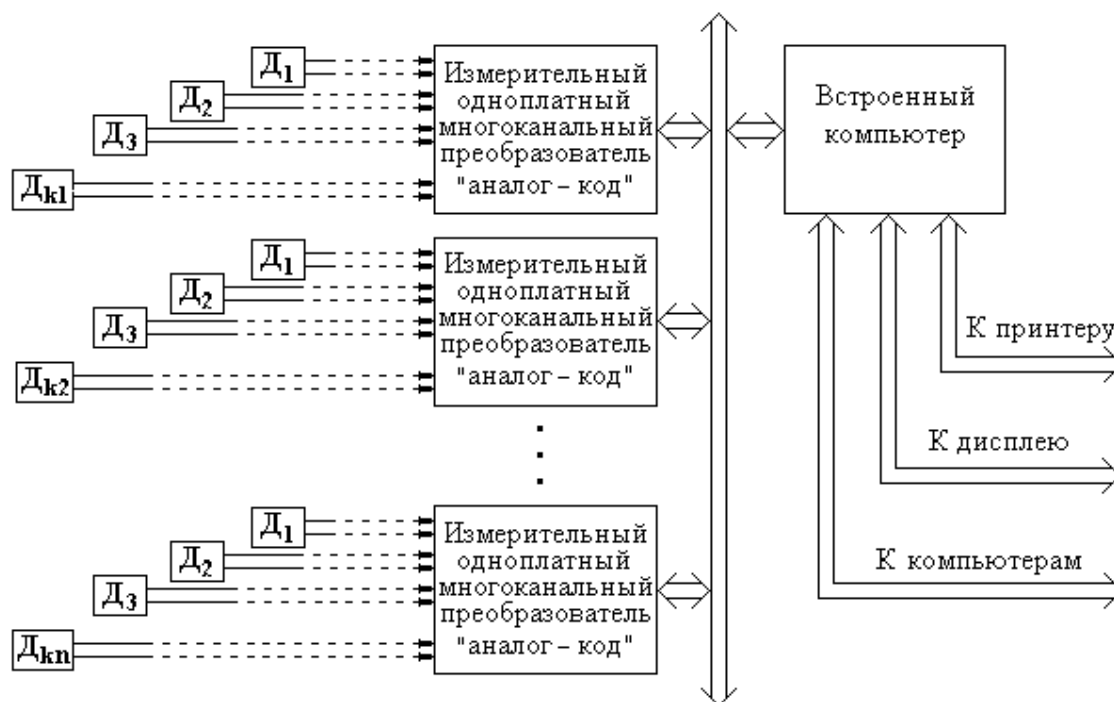 Д1
Д2
Д3
Дk1
Измерительный
одноплатный
многоканальный
преобразователь
"аналог – код"
Встроенный
компьютер
Д1
Д2
Д3
Дk2
Измерительный
одноплатный
многоканальный
преобразователь
"аналог – код"
К принтеру
К дисплею
К компьютерам
Д1
Д2
Д3
Дkn
Измерительный
одноплатный
многоканальный
преобразователь
"аналог – код"